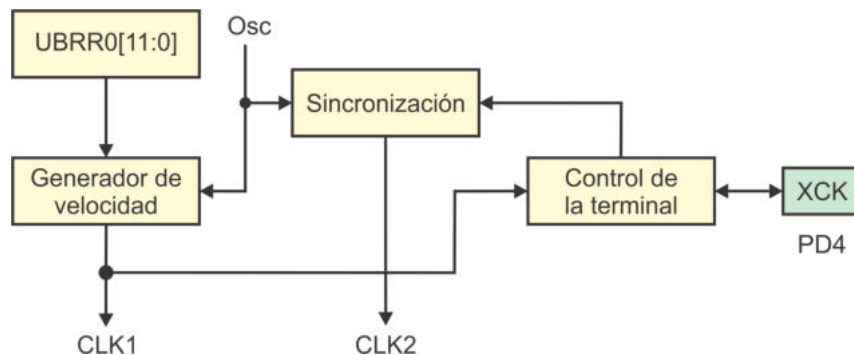 UBRR0[11:0]
Osc
Sincronización
Generador de
velocidad
Control de
la terminal
XCK
PD4
CLK1
CLK2